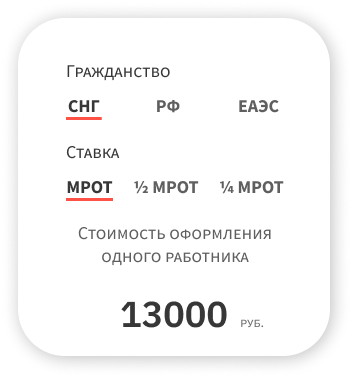 Гражданство
СНГ РФ ЕАЭС
Ставка
МРОТ ½ МРОТ ¼ МРОТ
Стоимость оформления
одного работника
13000 руб.